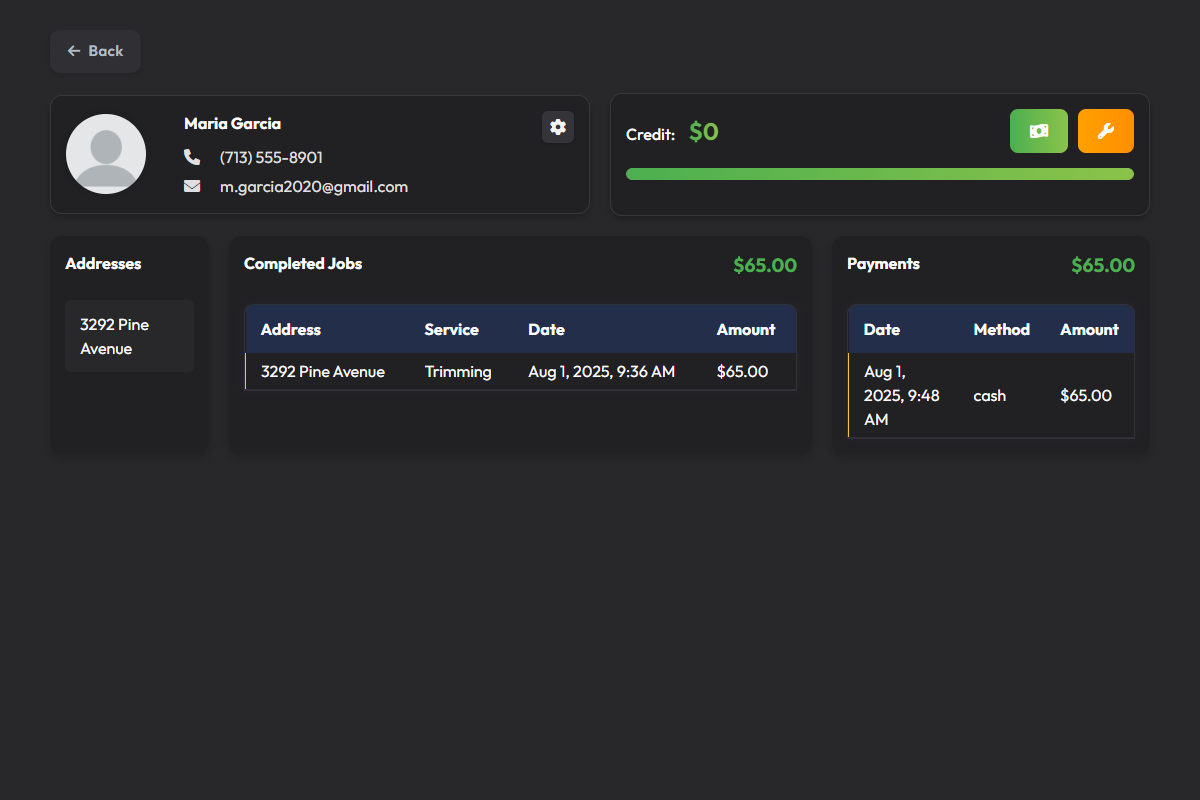 Back
Maria Garcia
(713) 555-8901
m.garcia2020@gmail.com
Credit: $0
Addresses
3292 Pine
Avenue
Completed Jobs $65.00
Address Service Date Amount
3292 Pine Avenue Trimming Aug 1, 2025, 9:36 AM $65.00
Payments $65.00
Date Method Amount
Aug 1,
2025, 9:48
AM
cash
$65.00